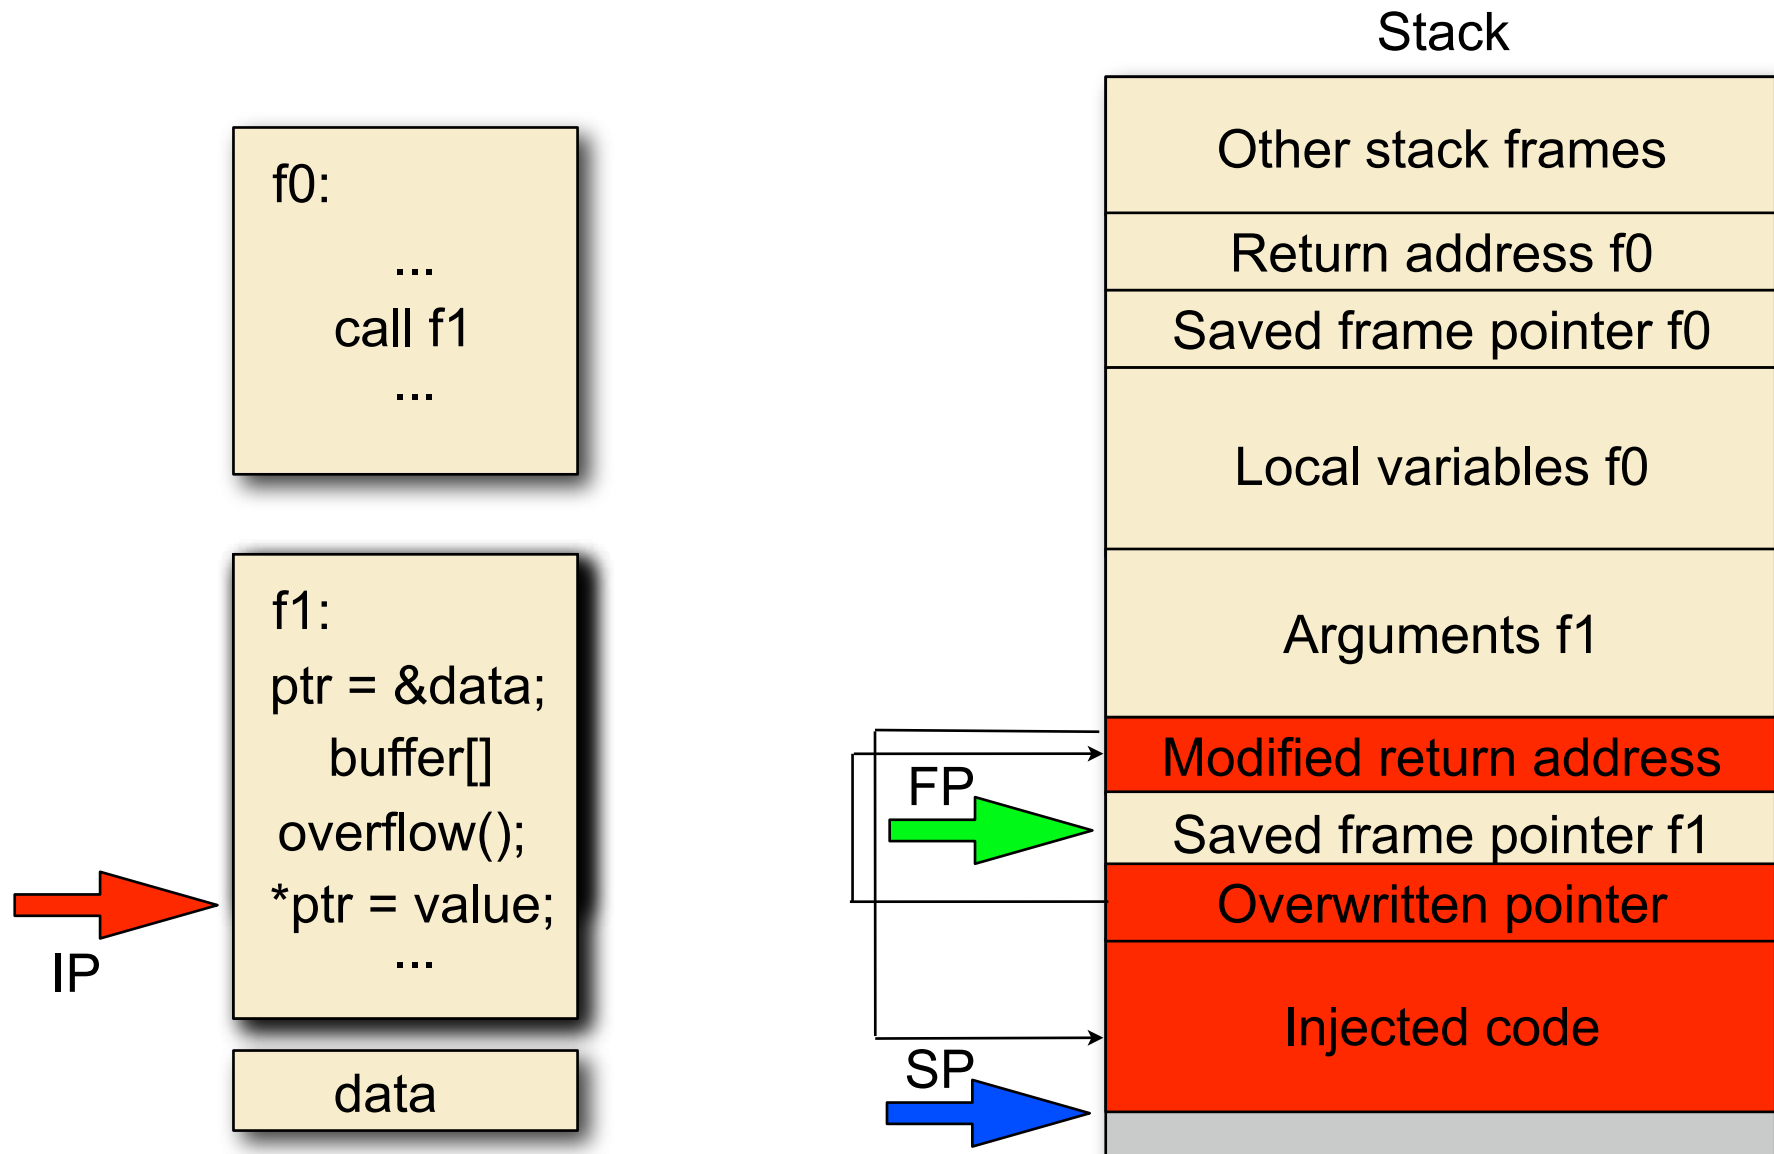 Stack
f0:
...
call f1
...
f1:
ptr = &data;
buffer[]
overflow();
*ptr = value;
...
data
IP
FP
SP
Other stack frames
Return address f0
Saved frame pointer f0
Local variables f0
Arguments f1
Modified return address
Saved frame pointer f1
Overwritten pointer
Injected code